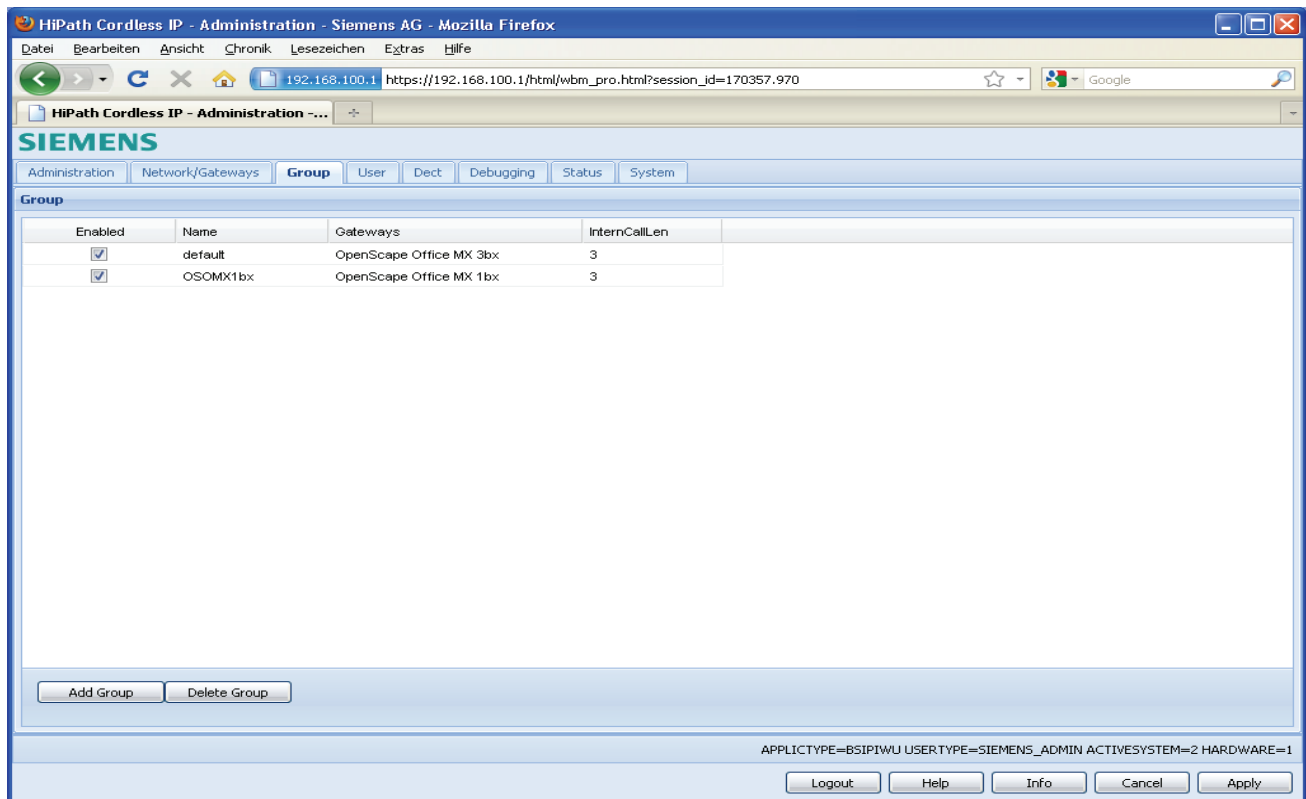 HiPath Cordless IP - Administration - Siemens AG - Mozilla Firefox
Datei Bearbeiten Ansicht Chronik Lesezeichen Extras Hilfe
192.168.100.1 https://192.168.100.1/html/wbm_pro.html?session_id=170357.970 Google
HiPath Cordless IP - Administration -...
SIEMENS
Administration Network/Gateways Group User Dect Debugging Status System
Group
Enabled Name Gateways InternCallLen
default OpenScape Office MX 3bx 3
OSOMX1bx OpenScape Office MX 1bx 3
Add Group Delete Group
APPLICTYPE=BSIPIWU USERTYPE=SIEMENS_ADMIN ACTIVESYSTEM=2 HARDWARE=1
Logout Help Info Cancel Apply